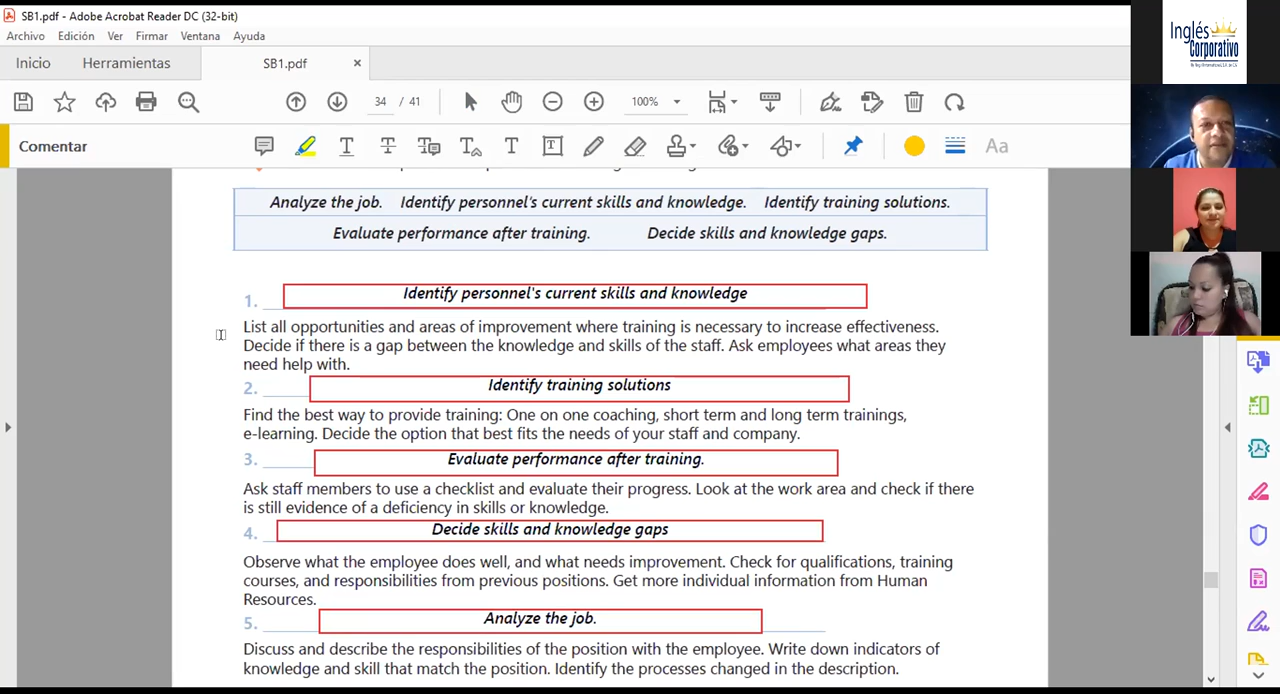 SB1.pdf - Adobe Acrobat Reader DC (32-bit)
Archivo Edición Ver Firmar Ventana Ayuda
Inicio Herramientas SB1.pdf ×
34 / 41 100%
Comentar
Aa
Inglés
Corporativo
Analyze the job. Identify personnel's current skills and knowledge. Identify training solutions.
Evaluate performance after training. Decide skills and knowledge gaps.
1. __ Identify personnel's current skills and knowledge
List all opportunities and areas of improvement where training is necessary to increase effectiveness.
Decide if there is a gap between the knowledge and skills of the staff. Ask employees what areas they
need help with.
2. _____ Identify training solutions
Find the best way to provide training: One on one coaching, short term and long term trainings,
e-learning. Decide the option that best fits the needs of your staff and company.
3. _____ Evaluate performance after training.
Ask staff members to use a checklist and evaluate their progress. Look at the work area and check if there
is still evidence of a deficiency in skills or knowledge.
4. __ Decide skills and knowledge gaps
Observe what the employee does well, and what needs improvement. Check for qualifications, training
courses, and responsibilities from previous positions. Get more individual information from Human
Resources.
5. ______ Analyze the job. ______
Discuss and describe the responsibilities of the position with the employee. Write down indicators of
knowledge and skill that match the position. Identify the processes changed in the description.